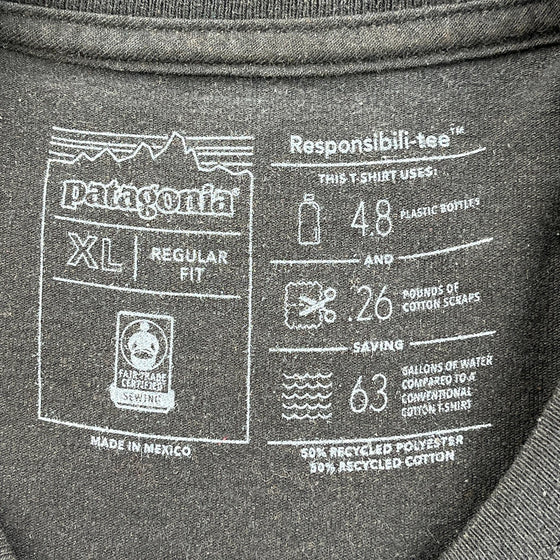 patagonia®
XL
REGULAR
FIT
FAIR TRADE
CERTIFIED
SEWING
MADE IN MEXICO
Responsibili-tee™
THIS T-SHIRT USES:
4.8 PLASTIC BOTTLES
AND
.26 POUNDS OF
COTTON SCRAPS
SAVING
63 GALLONS OF WATER
COMPARED TO A
CONVENTIONAL
COTTON T-SHIRT
50% RECYCLED POLYESTER
50% RECYCLED COTTON